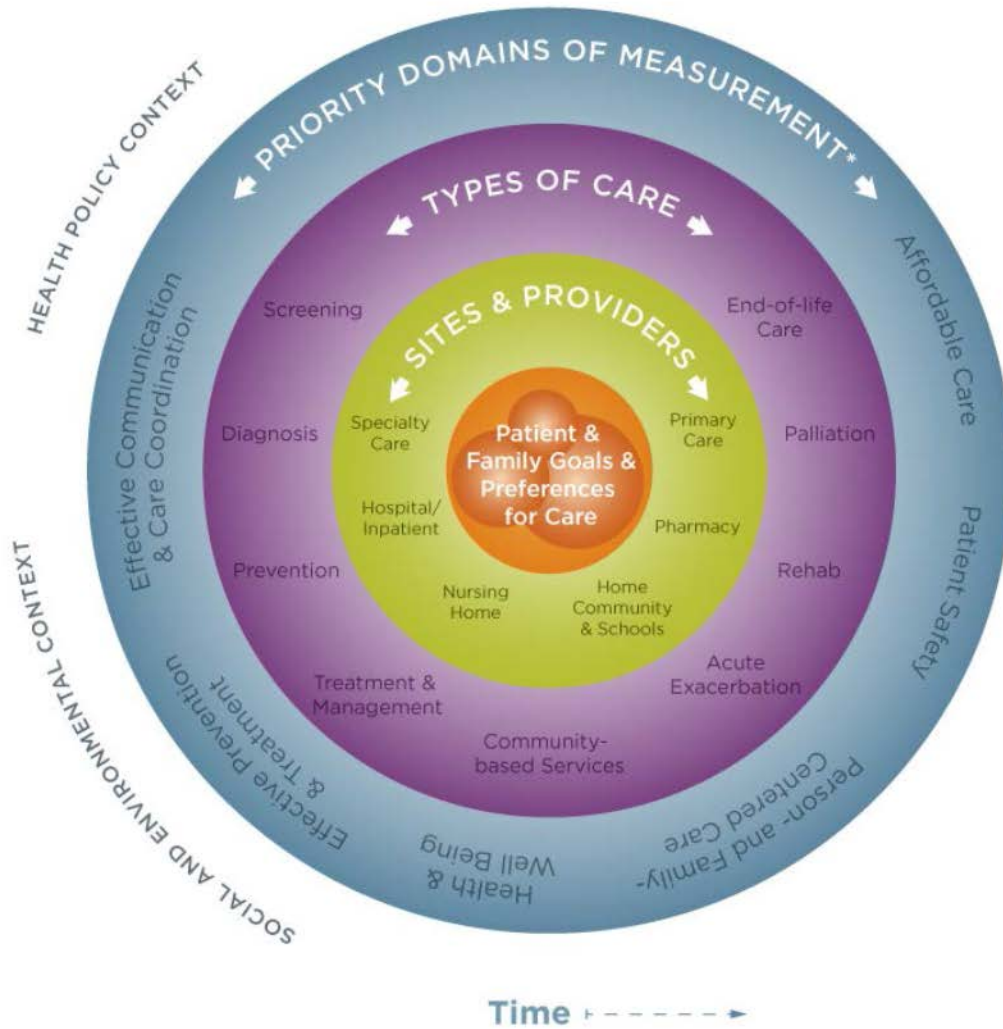 HEALTH POLICY CONTEXT
SOCIAL AND ENVIRONMENTAL CONTEXT
PRIORITY DOMAINS OF MEASUREMENT*
Effective Communication
& Care Coordination
Affordable Care
Patient Safety
Person- and Family-
Centered Care
Health &
Well Being
Effective Prevention
& Treatment
TYPES OF CARE
Screening
Diagnosis
Prevention
Treatment &
Management
Community-
based Services
Acute
Exacerbation
Rehab
Palliation
End-of-life
Care
SITES & PROVIDERS
Specialty
Care
Hospital/
Inpatient
Nursing
Home
Home
Community
& Schools
Pharmacy
Primary
Care
Patient &
Family Goals &
Preferences
for Care
Time